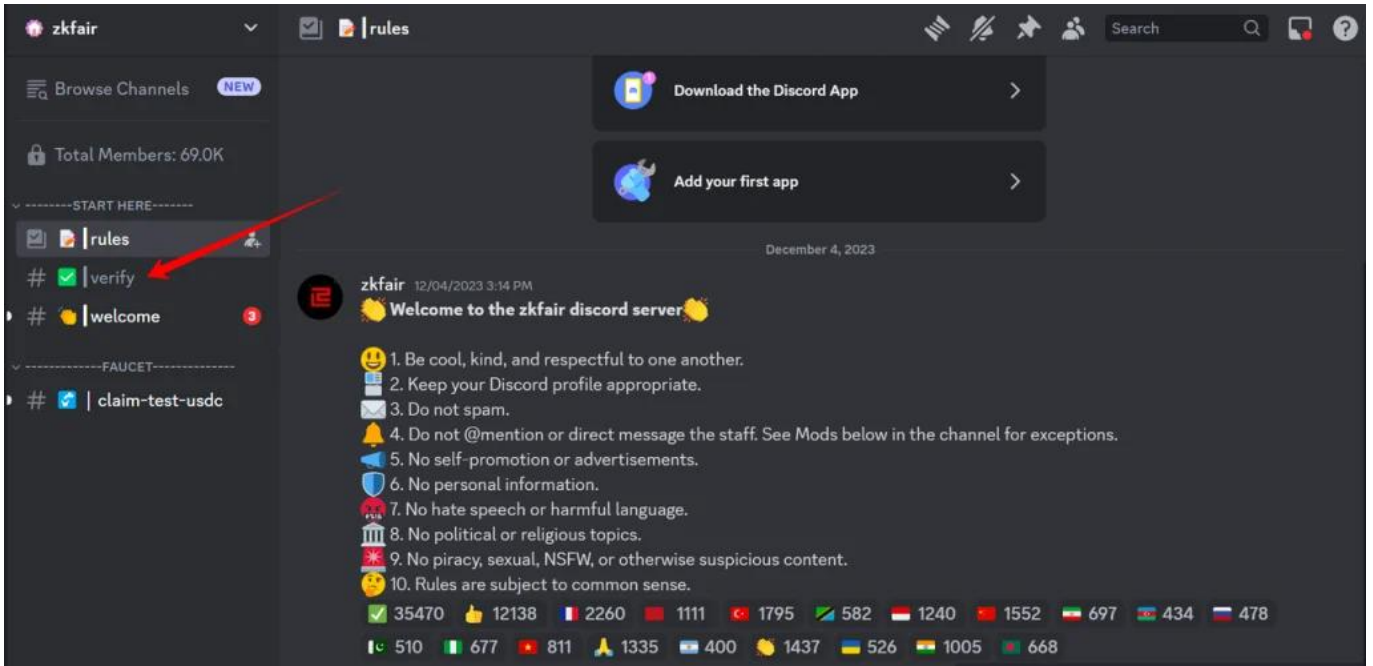 zkfair
rules
Search
Browse Channels NEW
Total Members: 69.0K
--------START HERE-------
rules
verify
welcome 3
-------------FAUCET--------------
| claim-test-usdc
Download the Discord App
Add your first app
December 4, 2023
zkfair 12/04/2023 3:14 PM
Welcome to the zkfair discord server
1. Be cool, kind, and respectful to one another.
2. Keep your Discord profile appropriate.
3. Do not spam.
4. Do not @mention or direct message the staff. See Mods below in the channel for exceptions.
5. No self-promotion or advertisements.
6. No personal information.
7. No hate speech or harmful language.
8. No political or religious topics.
9. No piracy, sexual, NSFW, or otherwise suspicious content.
10. Rules are subject to common sense.
35470 12138 2260 1111 1795 582 1240 1552 697 434 478
510 677 811 1335 400 1437 526 1005 668